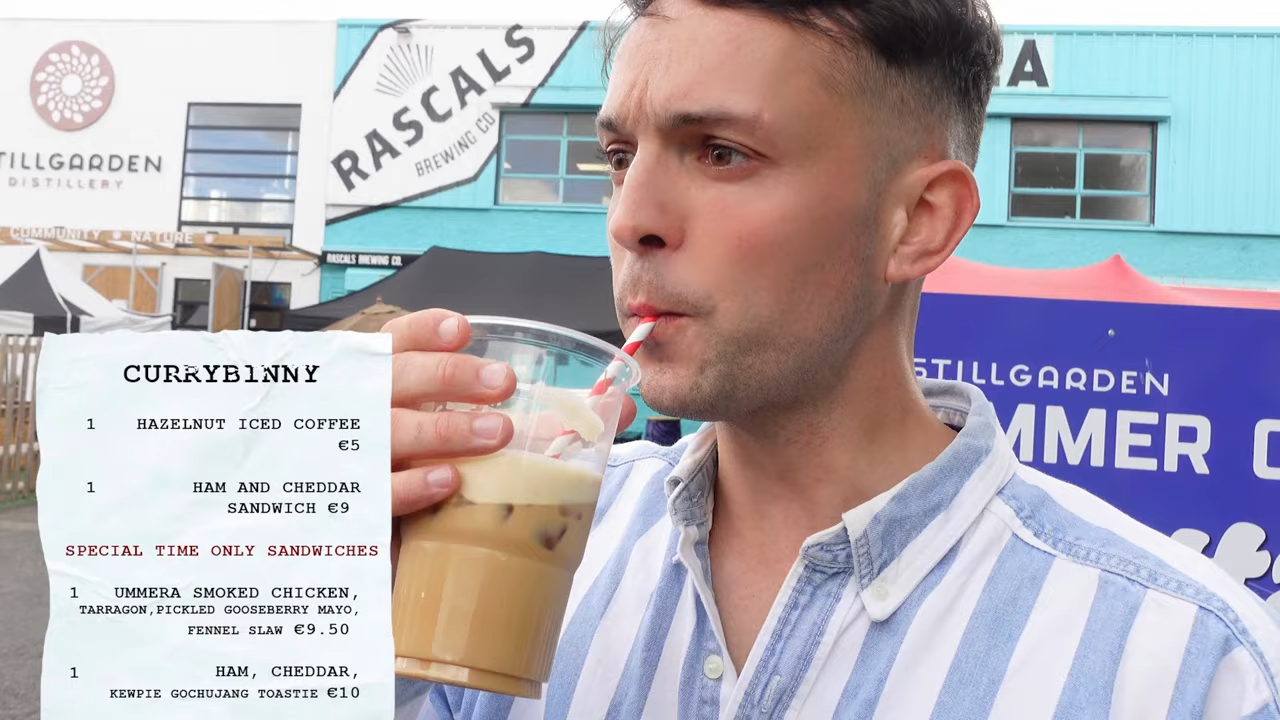 TILLGARDEN
DISTILLERY
COMMUNITY NATURE
RASCALS
BREWING CO
RASCALS BREWING CO.
A
STILLGARDEN
MMER C
CURRYB1NNY
1 HAZELNUT ICED COFFEE
€5
1 HAM AND CHEDDAR
SANDWICH €9
SPECIAL TIME ONLY SANDWICHES
1 UMMERA SMOKED CHICKEN,
TARRAGON,PICKLED GOOSEBERRY MAYO,
FENNEL SLAW €9.50
1 HAM, CHEDDAR,
KEWPIE GOCHUJANG TOASTIE €10